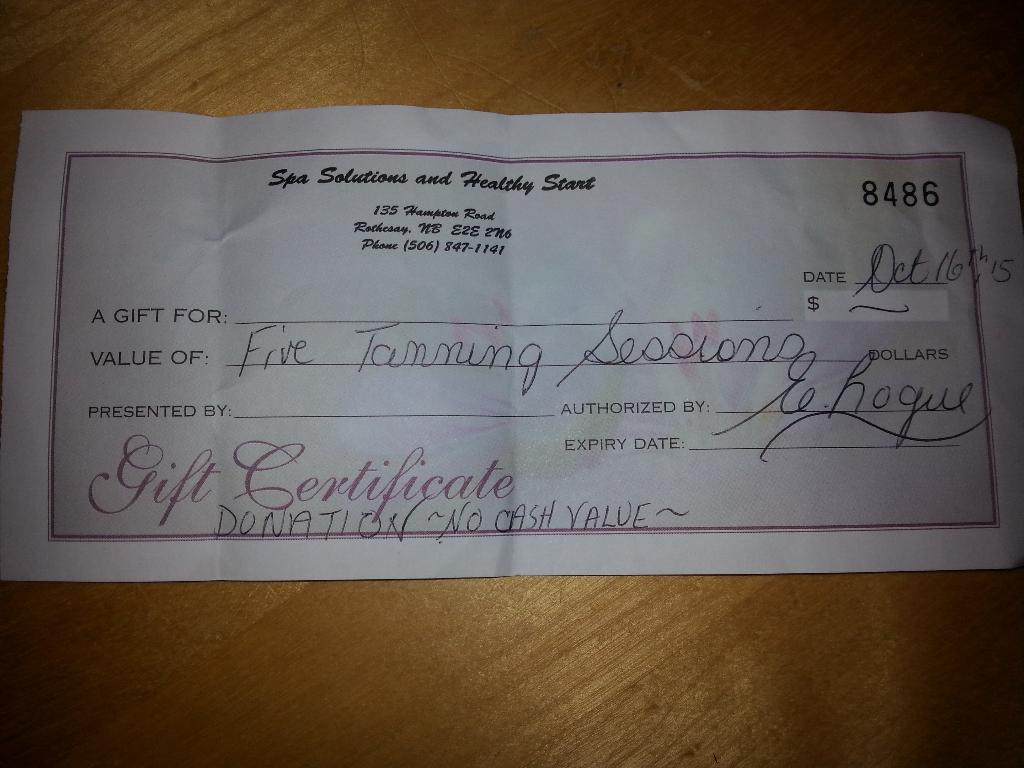 Spa Solutions and Healthy Start
8486
135 Hampton Road
Rothesay, NB E2E 2N6
Phone (506) 847-1141
DATE Oct 16th 15
$ ~
A GIFT FOR:
VALUE OF: Five Tanning Sessions DOLLARS
PRESENTED BY: AUTHORIZED BY: E. Rogue
EXPIRY DATE:
Gift Certificate
DONATION ~NO CASH VALUE~